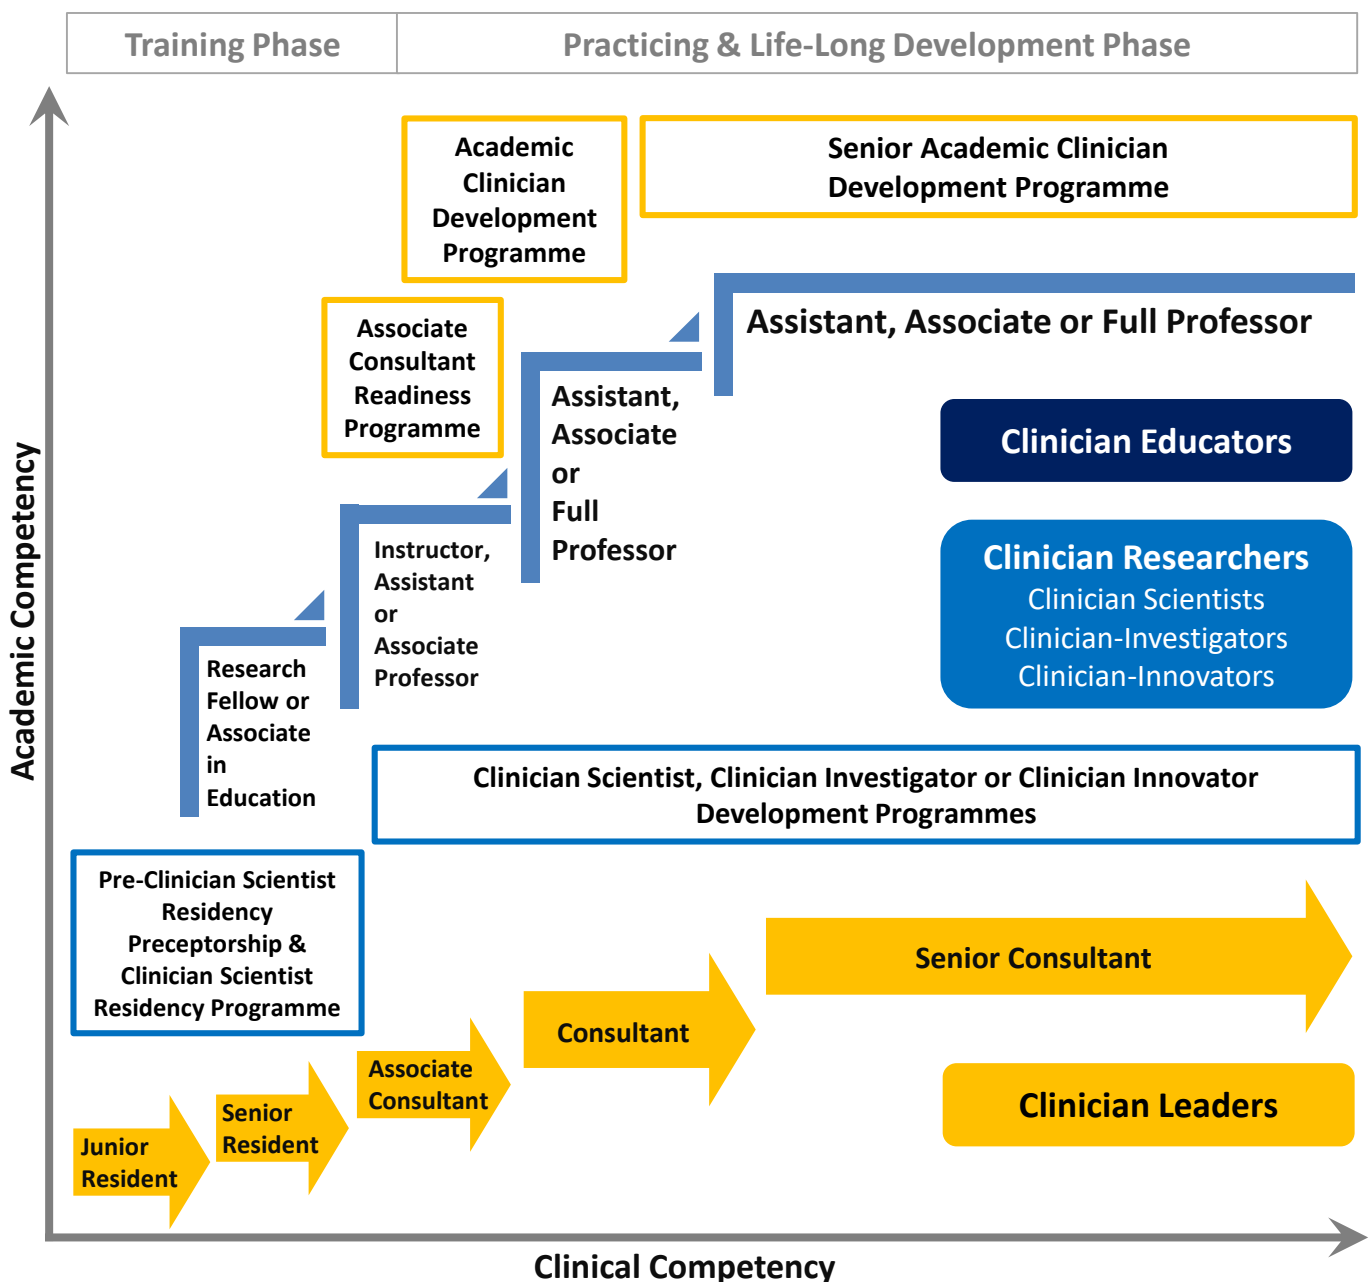 Training Phase
Practicing & Life-Long Development Phase
Academic
Clinician
Development
Programme
Senior Academic Clinician
Development Programme
Associate
Consultant
Readiness
Programme
Assistant, Associate or Full Professor
Assistant,
Associate
or
Full
Professor
Clinician Educators
Instructor,
Assistant
or
Associate
Professor
Clinician Researchers
Clinician Scientists
Clinician-Investigators
Clinician-Innovators
Research
Fellow or
Associate
in
Education
Academic Competency
Clinician Scientist, Clinician Investigator or Clinician Innovator
Development Programmes
Pre-Clinician Scientist
Residency
Preceptorship &
Clinician Scientist
Residency Programme
Senior Consultant
Consultant
Associate
Consultant
Senior
Resident
Junior
Resident
Clinician Leaders
Clinical Competency